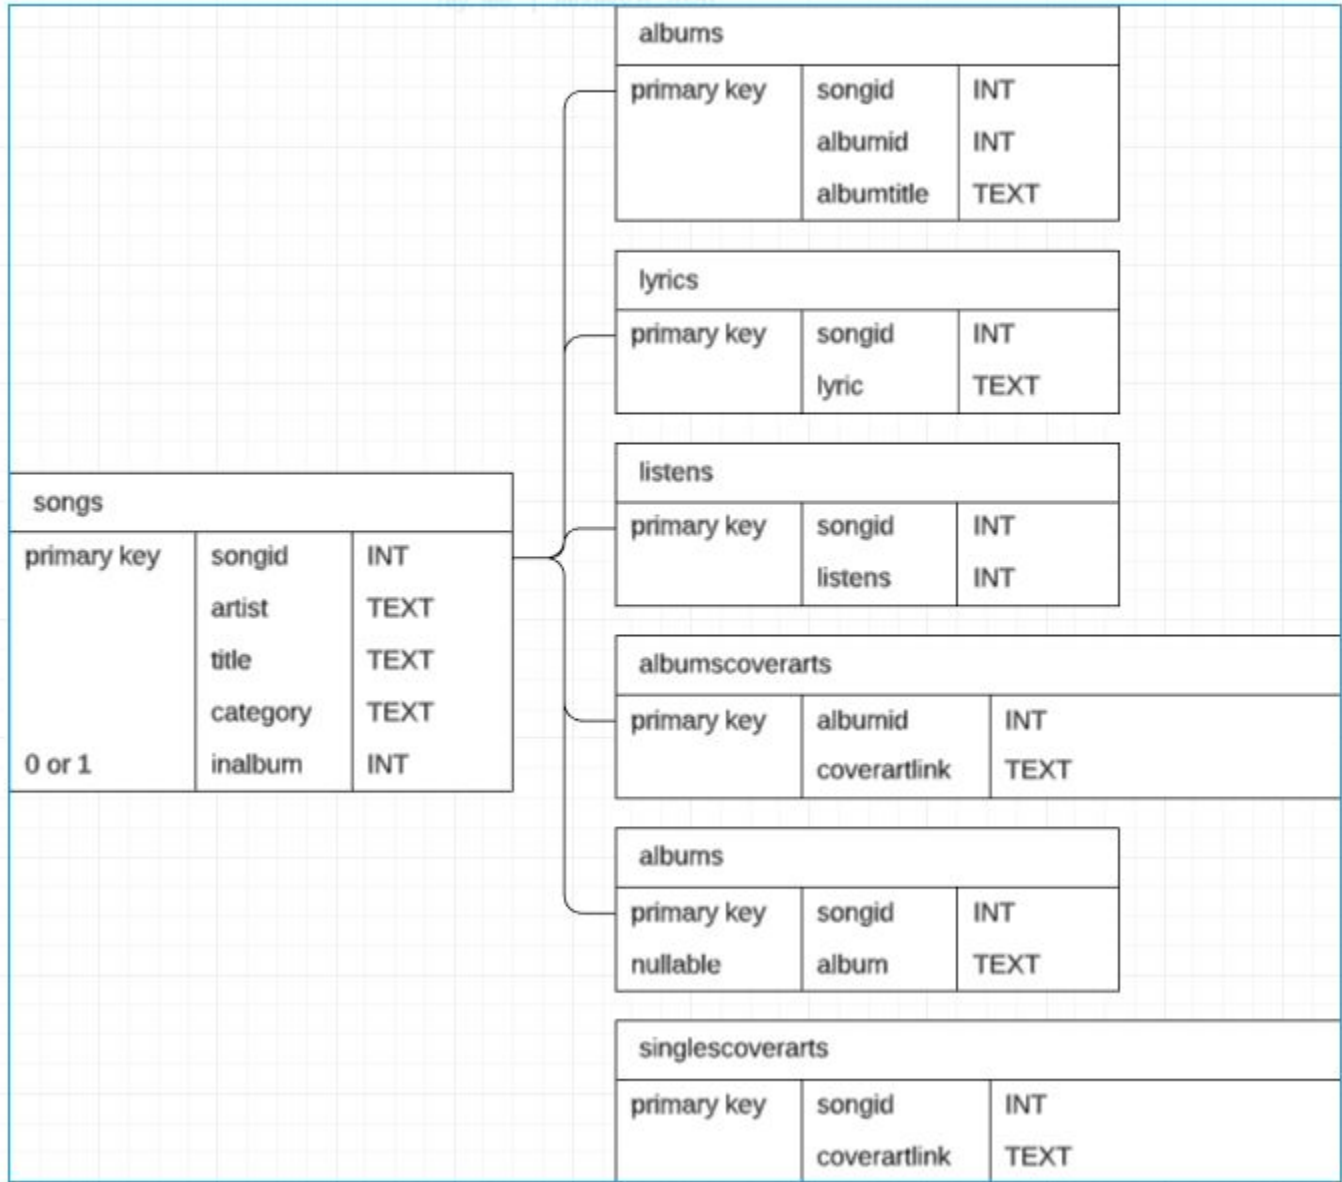 albums
primary key songid INT
albumid INT
albumtitle TEXT
lyrics
primary key songid INT
lyric TEXT
listens
primary key songid INT
listens INT
songs
primary key songid INT
artist TEXT
title TEXT
category TEXT
0 or 1 inalbum INT
albumscoverarts
primary key albumid INT
coverartlink TEXT
albums
primary key songid INT
nullable album TEXT
singlescoverarts
primary key songid INT
coverartlink TEXT